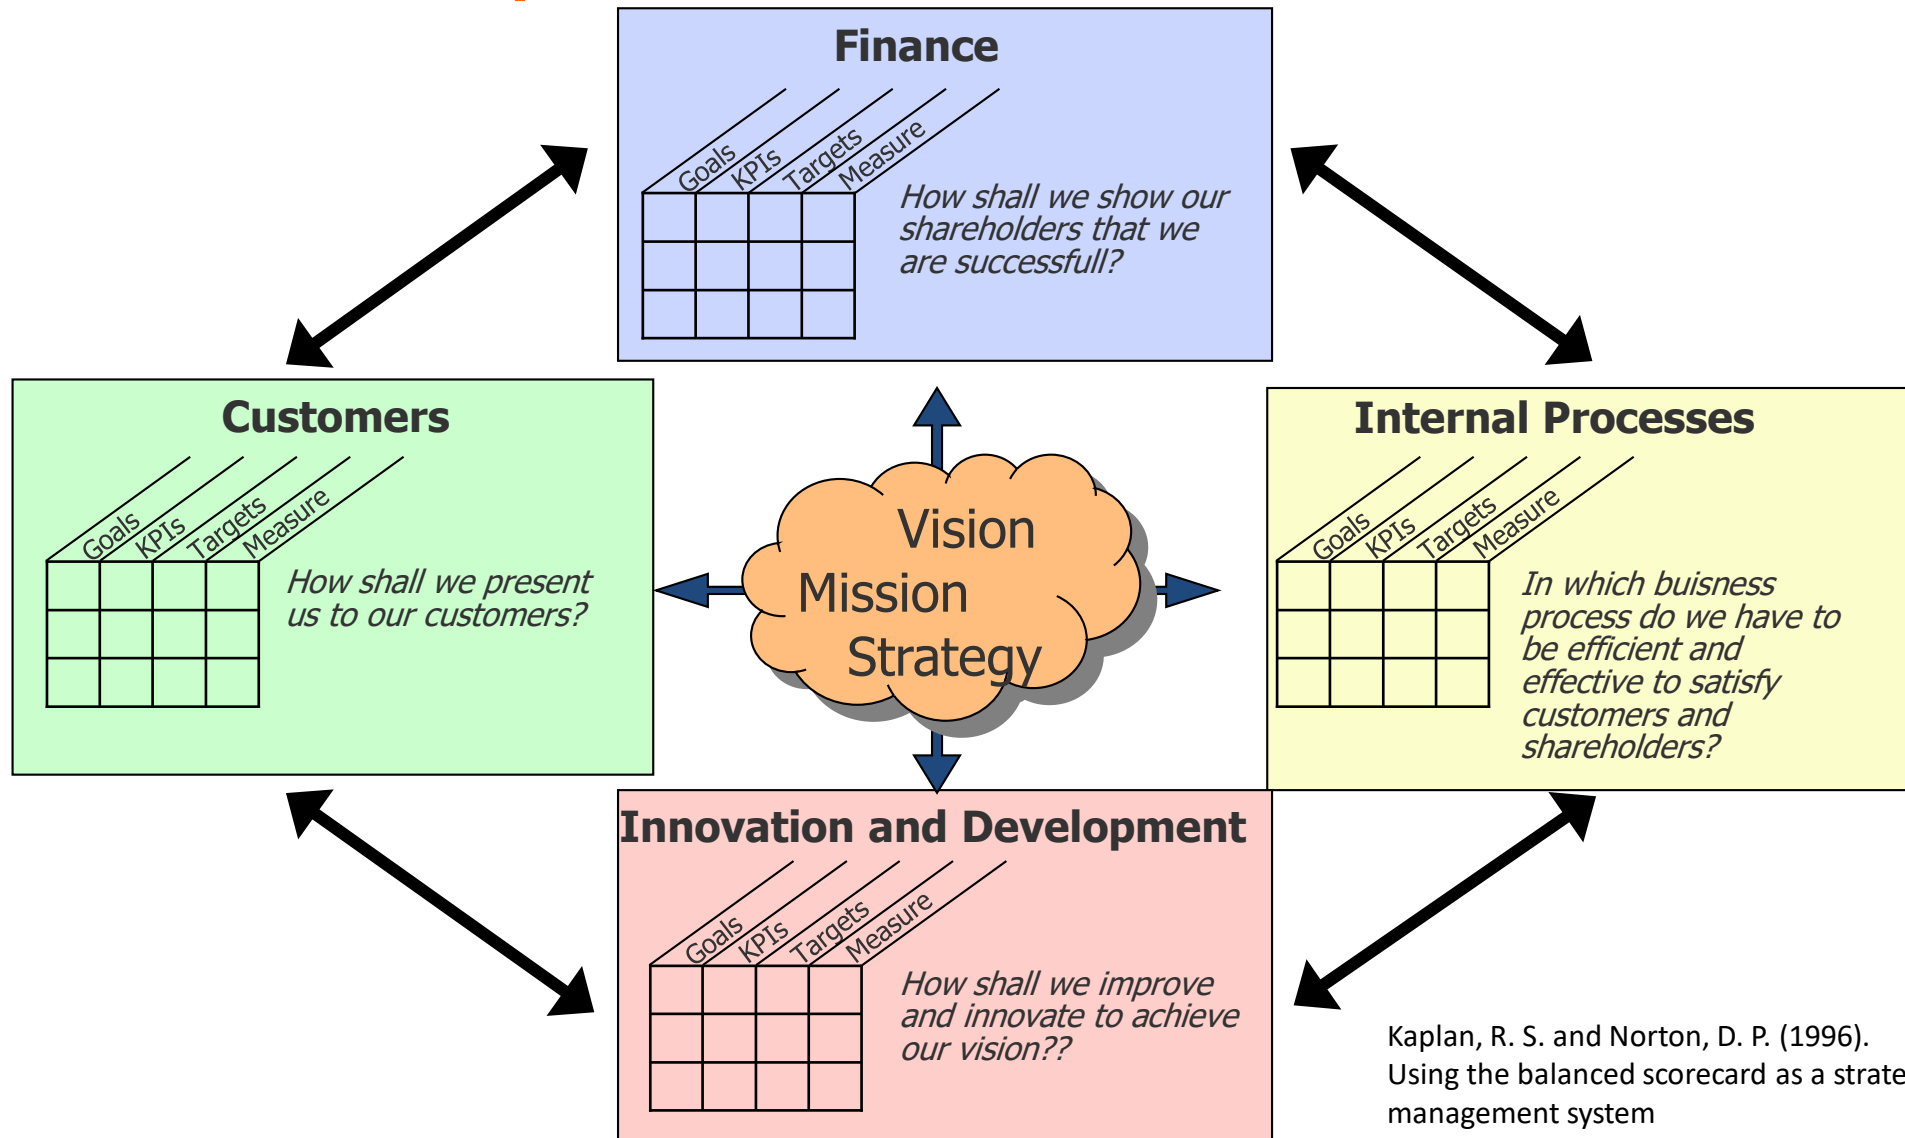 Finance
Goals
KPIs
Targets
Measure
How shall we show our
shareholders that we
are successfull?
Customers
Goals
KPIs
Targets
Measure
How shall we present
us to our customers?
Vision
Mission
Strategy
Internal Processes
Goals
KPIs
Targets
Measure
In which buisness
process do we have to
be efficient and
effective to satisfy
customers and
shareholders?
Innovation and Development
Goals
KPIs
Targets
Measure
How shall we improve
and innovate to achieve
our vision??
Kaplan, R. S. and Norton, D. P. (1996).
Using the balanced scorecard as a strate
management system